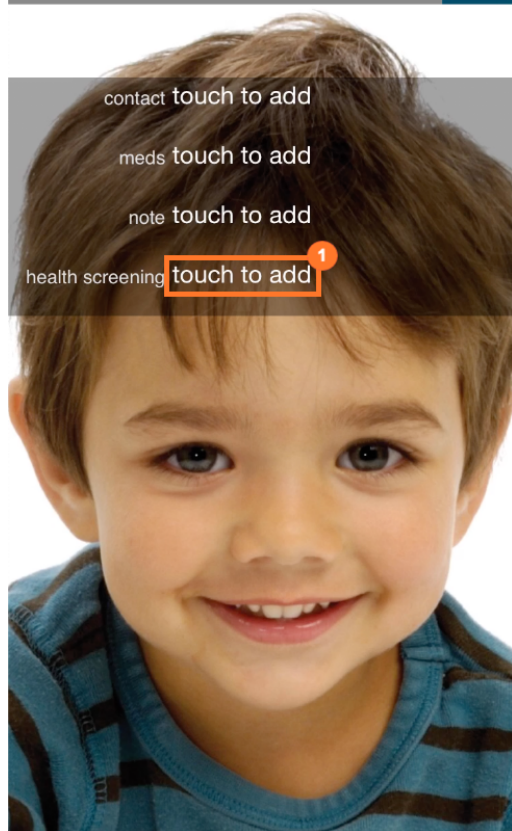 contact touch to add
meds touch to add
note touch to add
health screening touch to add
1